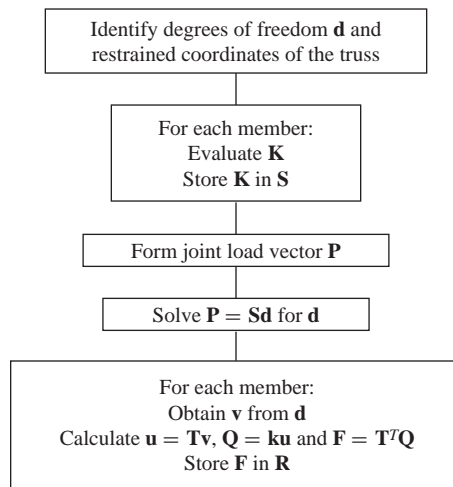 Identify degrees of freedom d and
restrained coordinates of the truss
For each member:
Evaluate K
Store K in S
Form joint load vector P
Solve P = Sd for d
For each member:
Obtain v from d
Calculate u = Tv, Q = ku and F = TᵀQ
Store F in R